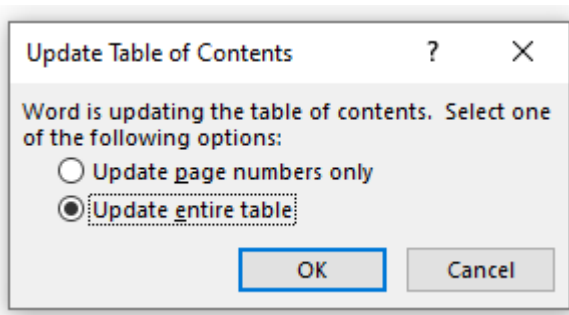 Update Table of Contents ?
Word is updating the table of contents.  Select one
of the following options:
Update page numbers only
Update entire table
OK Cancel